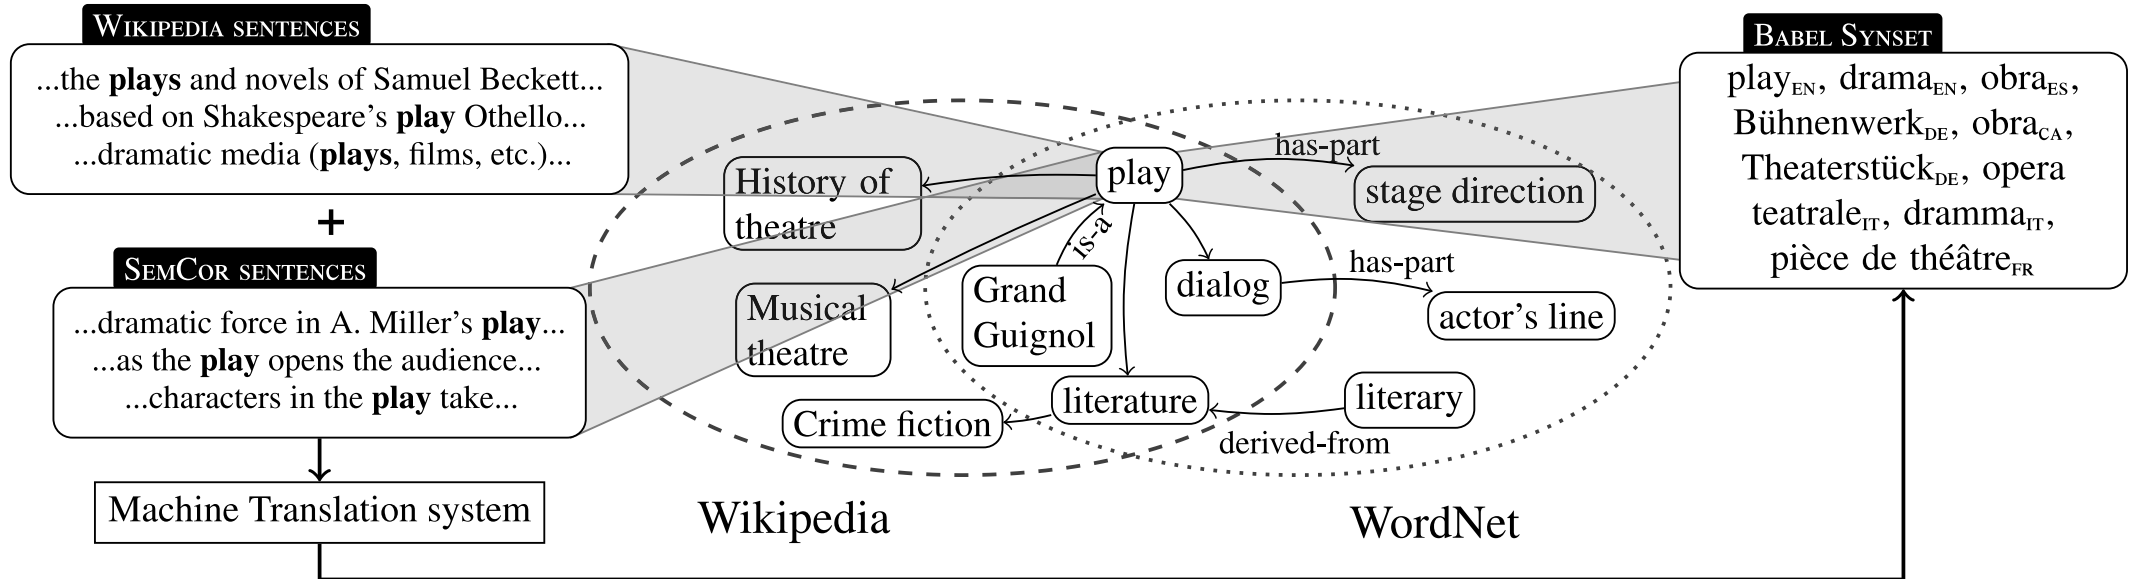 WIKIPEDIA SENTENCES
...the plays and novels of Samuel Beckett...
...based on Shakespeare's play Othello...
...dramatic media (plays, films, etc.)...
+
SEMCOR SENTENCES
...dramatic force in A. Miller's play...
...as the play opens the audience...
...characters in the play take...
Machine Translation system
History of
theatre
Musical
theatre
play
is-a
Grand
Guignol
dialog
literature
Crime fiction
has-part
stage direction
has-part
actor's line
literary
derived-from
Wikipedia
WordNet
BABEL SYNSET
playEN, dramaEN, obraES,
BühnenwerkDE, obraCA,
TheaterstückDE, opera
teatraleIT, drammaIT,
pièce de théâtreFR